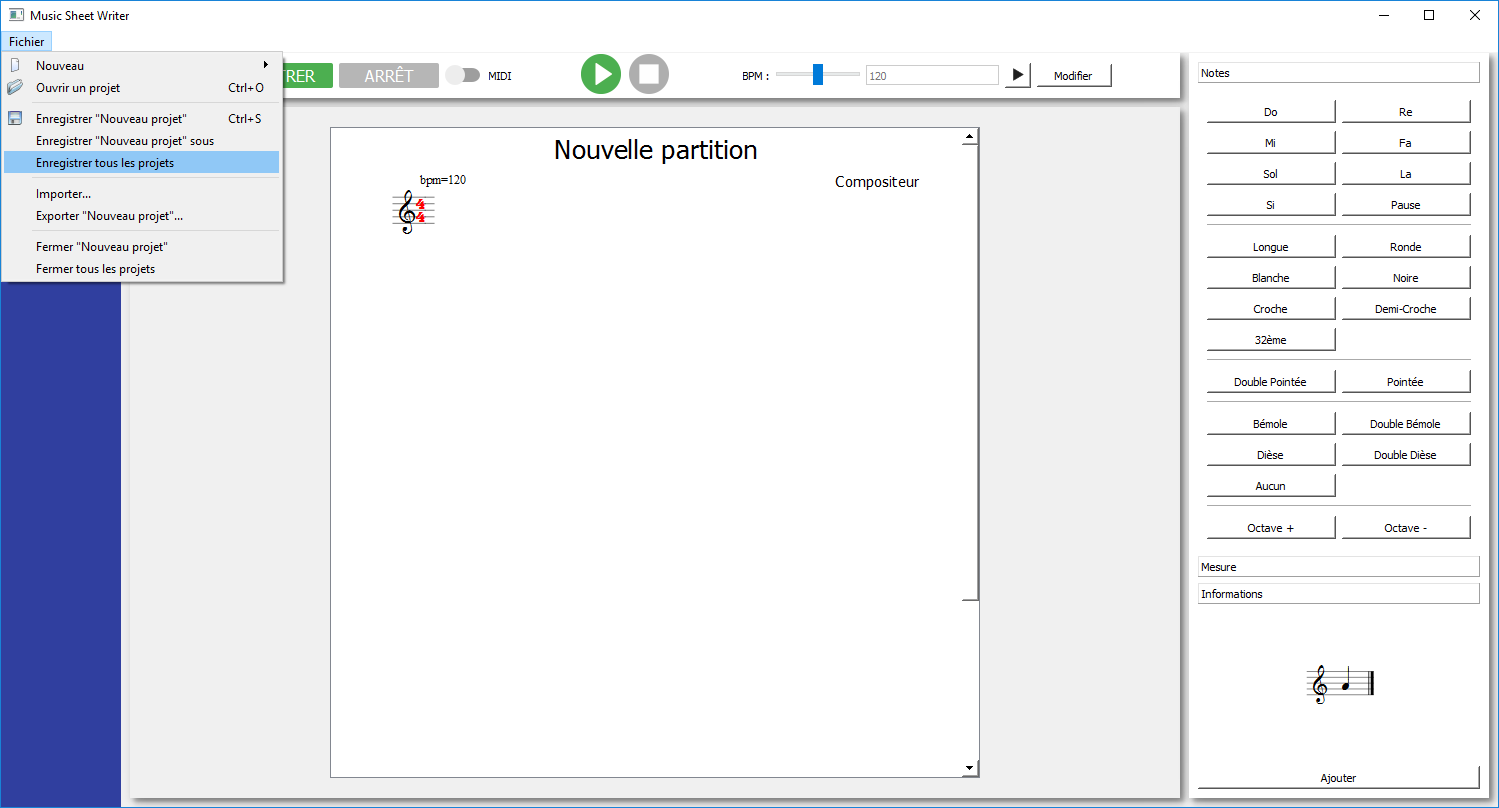 Music Sheet Writer
Fichier
Nouveau
Ouvrir un projet Ctrl+O
Enregistrer "Nouveau projet" Ctrl+S
Enregistrer "Nouveau projet" sous
Enregistrer tous les projets
Importer...
Exporter "Nouveau projet"...
Fermer "Nouveau projet"
Fermer tous les projets
TRER ARRÊT MIDI BPM : 120 Modifier
Nouvelle partition
bpm=120
Compositeur
4
4
Notes
Do Re
Mi Fa
Sol La
Si Pause
Longue Ronde
Blanche Noire
Croche Demi-Croche
32ème
Double Pointée Pointée
Bémole Double Bémole
Dièse Double Dièse
Aucun
Octave + Octave -
Mesure
Informations
Ajouter